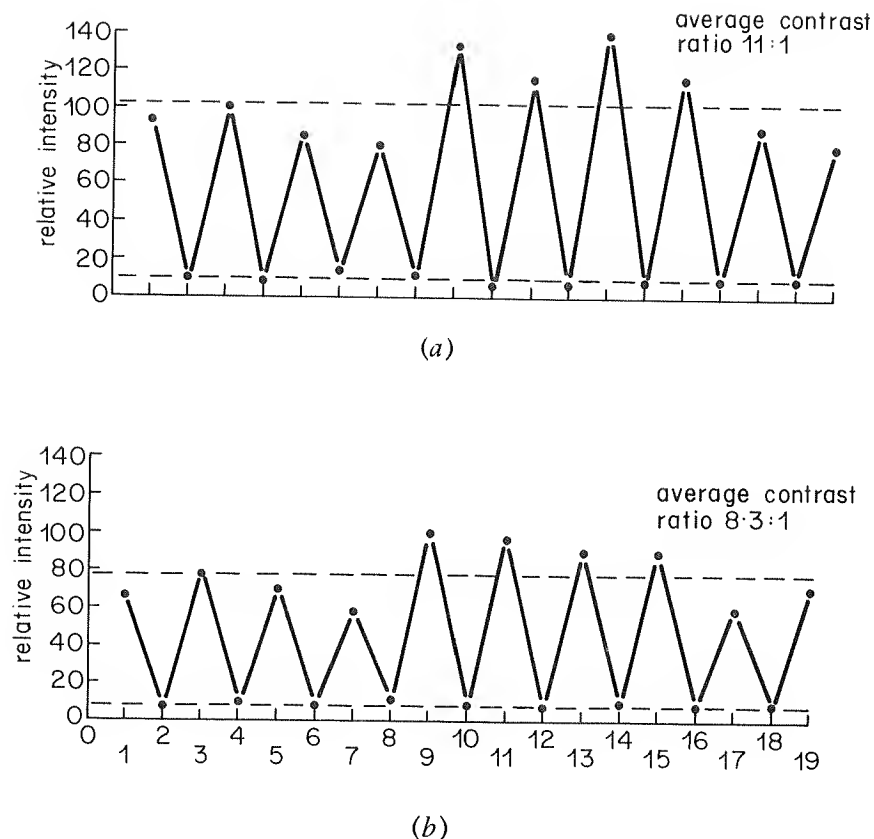 average contrast
ratio 11:1
relative intensity
140
120
100
80
60
40
20
0
(a)
average contrast
ratio 8·3:1
relative intensity
140
120
100
80
60
40
20
0
0 2 4 6 8 10 12 14 16 18
1 3 5 7 9 11 13 15 17 19
(b)